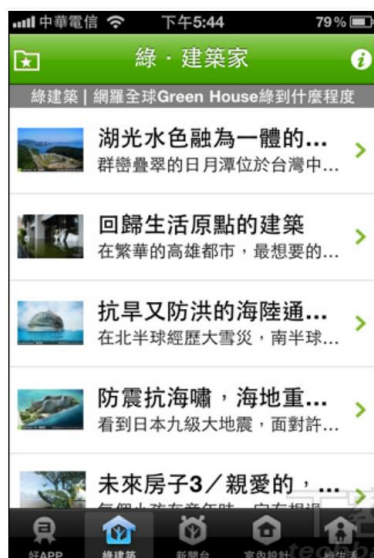 中華電信 下午5:44 79%
綠‧建築家
綠建築 | 網羅全球Green House綠到什麼程度
湖光水色融為一體的...
群巒疊翠的日月潭位於台灣中...
回歸生活原點的建築
在繁華的高雄都市，最想要的...
抗旱又防洪的海陸通...
在北半球經歷大雪災，南半球...
防震抗海嘯，海地重...
看到日本九級大地震，面對許...
未來房子3／親愛的，...
好APP 綠建築 新聞台 室內設計